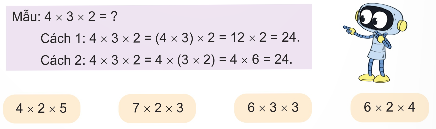 Mẫu: 4 × 3 × 2 = ?
Cách 1: 4 × 3 × 2 = (4 × 3) × 2 = 12 × 2 = 24.
Cách 2: 4 × 3 × 2 = 4 × (3 × 2) = 4 × 6 = 24.
4 × 2 × 5 7 × 2 × 3 6 × 3 × 3 6 × 2 × 4